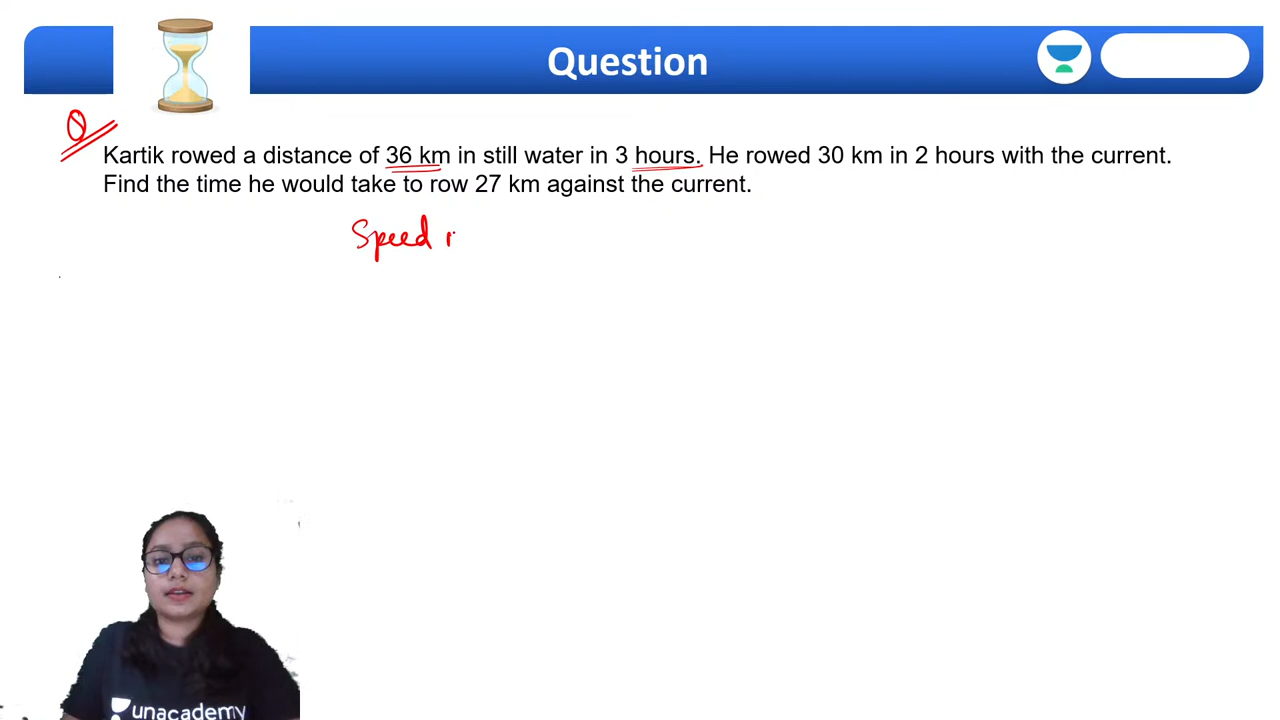 Question
Q
Kartik rowed a distance of 36 km in still water in 3 hours. He rowed 30 km in 2 hours with the current.
Find the time he would take to row 27 km against the current.
Speed
unacademy